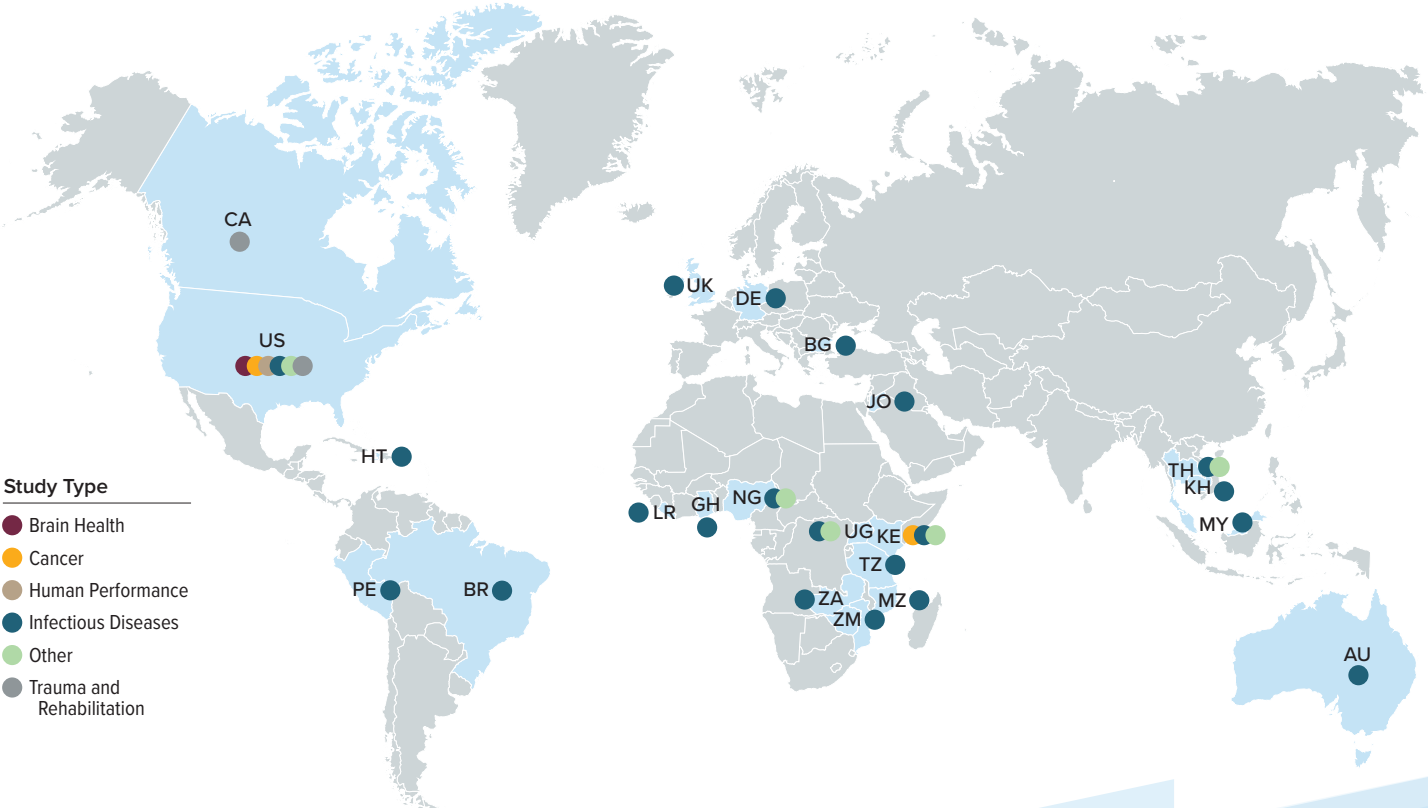 CA
UK
DE
US
BG
JO
HT
TH
KH
NG
GH
LR
MY
UG
KE
TZ
PE
BR
ZA
MZ
ZM
AU
Study Type
Brain Health
Cancer
Human Performance
Infectious Diseases
Other
Trauma and
Rehabilitation